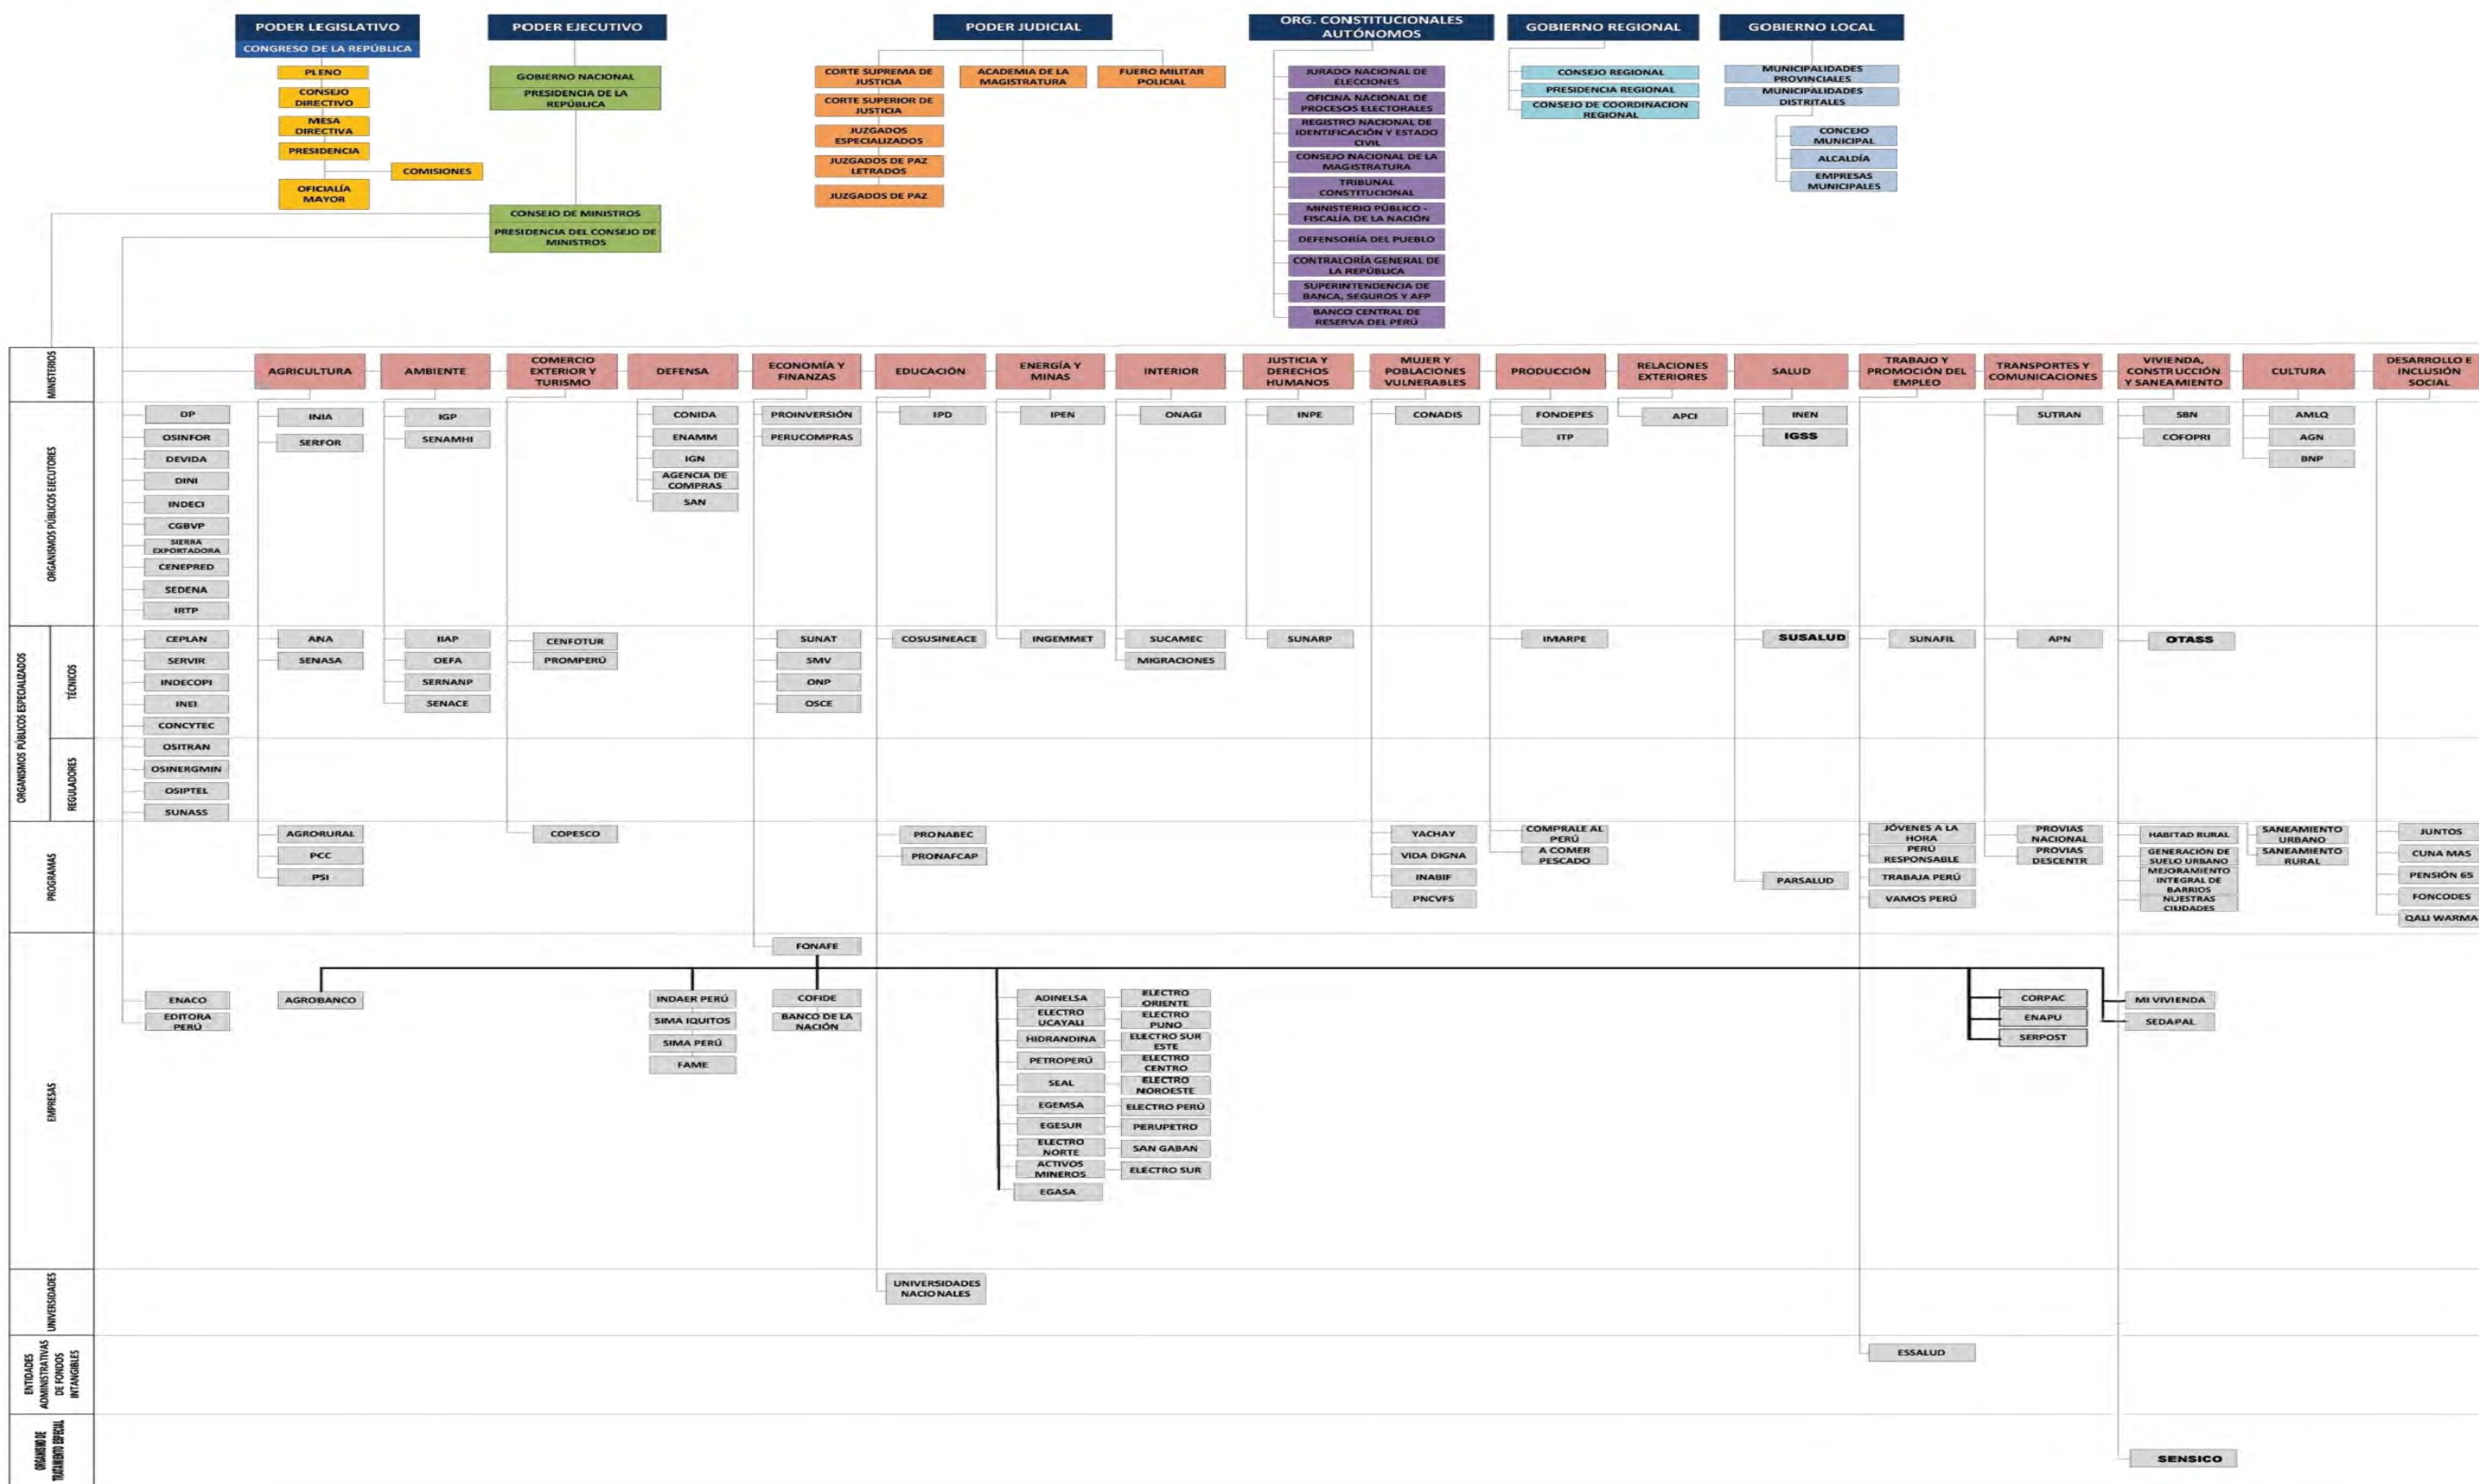 PODER LEGISLATIVO
CONGRESO DE LA REPÚBLICA
PLENO
CONSEJO
DIRECTIVO
MESA
DIRECTIVA
PRESIDENCIA
COMISIONES
OFICIALÍA
MAYOR
PODER EJECUTIVO
GOBIERNO NACIONAL
PRESIDENCIA DE LA
REPÚBLICA
CONSEJO DE MINISTROS
PRESIDENCIA DEL CONSEJO DE
MINISTROS
PODER JUDICIAL
CORTE SUPREMA DE
JUSTICIA
CORTE SUPERIOR DE
JUSTICIA
JUZGADOS
ESPECIALIZADOS
JUZGADOS DE PAZ
LETRADOS
JUZGADOS DE PAZ
ACADEMIA DE LA
MAGISTRATURA
FUERO MILITAR
POLICIAL
ORG. CONSTITUCIONALES
AUTÓNOMOS
JURADO NACIONAL DE
ELECCIONES
OFICINA NACIONAL DE
PROCESOS ELECTORALES
REGISTRO NACIONAL DE
IDENTIFICACIÓN Y ESTADO
CIVIL
CONSEJO NACIONAL DE LA
MAGISTRATURA
TRIBUNAL
CONSTITUCIONAL
MINISTERIO PÚBLICO -
FISCALÍA DE LA NACIÓN
DEFENSORÍA DEL PUEBLO
CONTRALORÍA GENERAL DE
LA REPÚBLICA
SUPERINTENDENCIA DE
BANCA, SEGUROS Y AFP
BANCO CENTRAL DE
RESERVA DEL PERÚ
GOBIERNO REGIONAL
CONSEJO REGIONAL
PRESIDENCIA REGIONAL
CONSEJO DE COORDINACION
REGIONAL
GOBIERNO LOCAL
MUNICIPALIDADES
PROVINCIALES
MUNICIPALIDADES
DISTRITALES
CONCEJO
MUNICIPAL
ALCALDÍA
EMPRESAS
MUNICIPALES
MINISTERIOS
AGRICULTURA
AMBIENTE
COMERCIO
EXTERIOR Y
TURISMO
DEFENSA
ECONOMÍA Y
FINANZAS
EDUCACIÓN
ENERGÍA Y
MINAS
INTERIOR
JUSTICIA Y
DERECHOS
HUMANOS
MUJER Y
POBLACIONES
VULNERABLES
PRODUCCIÓN
RELACIONES
EXTERIORES
SALUD
TRABAJO Y
PROMOCIÓN DEL
EMPLEO
TRANSPORTES Y
COMUNICACIONES
VIVIENDA,
CONSTRUCCIÓN
Y SANEAMIENTO
CULTURA
DESARROLLO E
INCLUSIÓN
SOCIAL
ORGANISMOS PÚBLICOS EJECUTORES
DP
OSINFOR
DEVIDA
DINI
INDECI
CGBVP
SIERRA
EXPORTADORA
CENEPRED
SEDENA
IRTP
INIA
SERFOR
IGP
SENAMHI
CONIDA
ENAMM
IGN
AGENCIA DE
COMPRAS
SAN
PROINVERSIÓN
PERUCOMPRAS
IPD
IPEN
ONAGI
INPE
CONADIS
FONDEPES
ITP
APCI
INEN
IGSS
SUTRAN
SBN
COFOPRI
AMLQ
AGN
BNP
ORGANISMOS PÚBLICOS ESPECIALIZADOS
TÉCNICOS
CEPLAN
SERVIR
INDECOPI
INEI
CONCYTEC
ANA
SENASA
IIAP
OEFA
SERNANP
SENACE
CENFOTUR
PROMPERÚ
SUNAT
SMV
ONP
OSCE
COSUSINEACE
INGEMMET
SUCAMEC
MIGRACIONES
SUNARP
IMARPE
SUSALUD
SUNAFIL
APN
OTASS
REGULADORES
OSITRAN
OSINERGMIN
OSIPTEL
SUNASS
PROGRAMAS
AGRORURAL
PCC
PSI
COPESCO
PRONABEC
PRONAFCAP
YACHAY
VIDA DIGNA
INABIF
PNCVFS
COMPRALE AL
PERÚ
A COMER
PESCADO
PARSALUD
JÓVENES A LA
HORA
PERÚ
RESPONSABLE
TRABAJA PERÚ
VAMOS PERÚ
PROVIAS
NACIONAL
PROVIAS
DESCENTR
HABITAD RURAL
GENERACIÓN DE
SUELO URBANO
MEJORAMIENTO
INTEGRAL DE
BARRIOS
NUESTRAS
CIUDADES
SANEAMIENTO
URBANO
SANEAMIENTO
RURAL
JUNTOS
CUNA MAS
PENSIÓN 65
FONCODES
QALI WARMA
EMPRESAS
FONAFE
ENACO
EDITORA
PERÚ
AGROBANCO
INDAER PERÚ
SIMA IQUITOS
SIMA PERÚ
FAME
COFIDE
BANCO DE LA
NACIÓN
ADINELSA
ELECTRO
UCAYALI
HIDRANDINA
PETROPERÚ
SEAL
EGEMSA
EGESUR
ELECTRO
NORTE
ACTIVOS
MINEROS
EGASA
ELECTRO
ORIENTE
ELECTRO
PUNO
ELECTRO SUR
ESTE
ELECTRO
CENTRO
ELECTRO
NOROESTE
ELECTRO PERÚ
PERUPETRO
SAN GABAN
ELECTRO SUR
CORPAC
ENAPU
SERPOST
MI VIVIENDA
SEDAPAL
UNIVERSIDADES
UNIVERSIDADES
NACIONALES
ENTIDADES
ADMINISTRATIVAS
DE FONDOS
INTANGIBLES
ESSALUD
ORGANISMO DE
TRATAMIENTO ESPECIAL
SENSICO